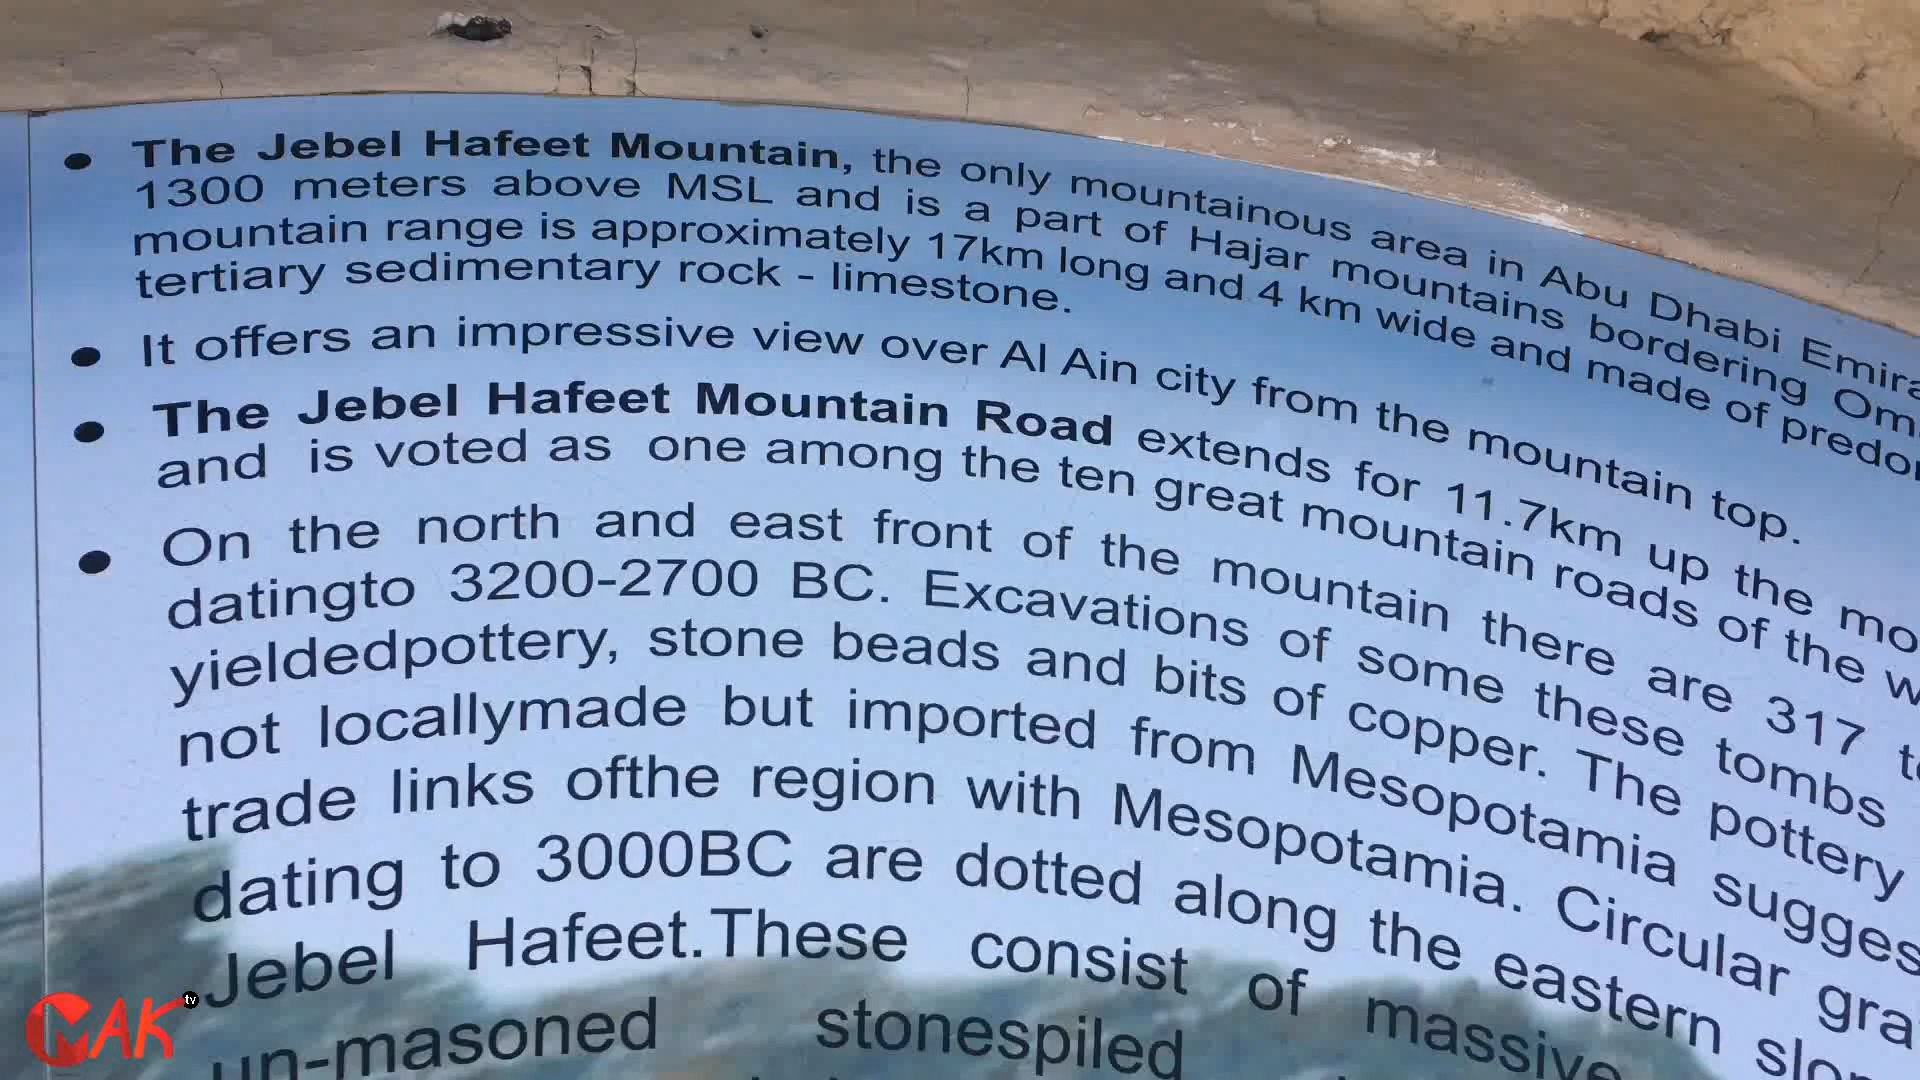 • The Jebel Hafeet Mountain, the only mountainous area in Abu Dhabi Emira
1300 meters above MSL and is a part of Hajar mountains bordering Om
mountain range is approximately 17km long and 4 km wide and made of predo
tertiary sedimentary rock - limestone.
• It offers an impressive view over Al Ain city from the mountain top.
• The Jebel Hafeet Mountain Road extends for 11.7km up the mo
and is voted as one among the ten great mountain roads of the w
• On the north and east front of the mountain there are 317 t
datingto 3200-2700 BC. Excavations of some these tombs
yieldedpottery, stone beads and bits of copper. The pottery
not locallymade but imported from Mesopotamia sugges
trade links ofthe region with Mesopotamia. Circular gra
dating to 3000BC are dotted along the eastern slop
Jebel Hafeet.These consist of massive
un-masoned stonespiled
MAK tv